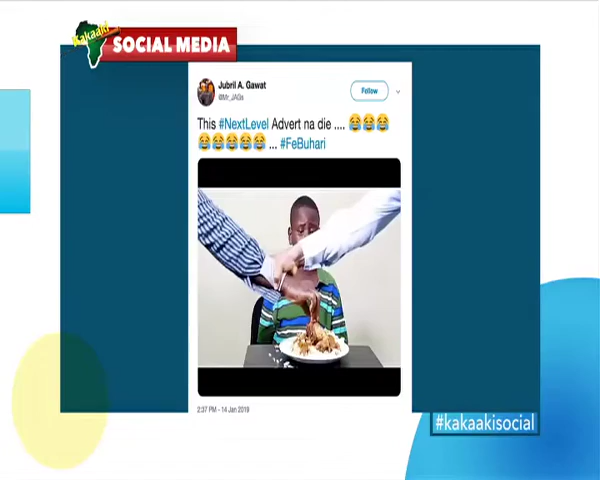 Kakaaki
SOCIAL MEDIA
Jubril A. Gawat
@Mr_JAGs
Follow
This #NextLevel Advert na die .... 😂😂😂
😂😂😂😂😂 ... #FeBuhari
2:37 PM - 14 Jan 2019
#kakaakisocial